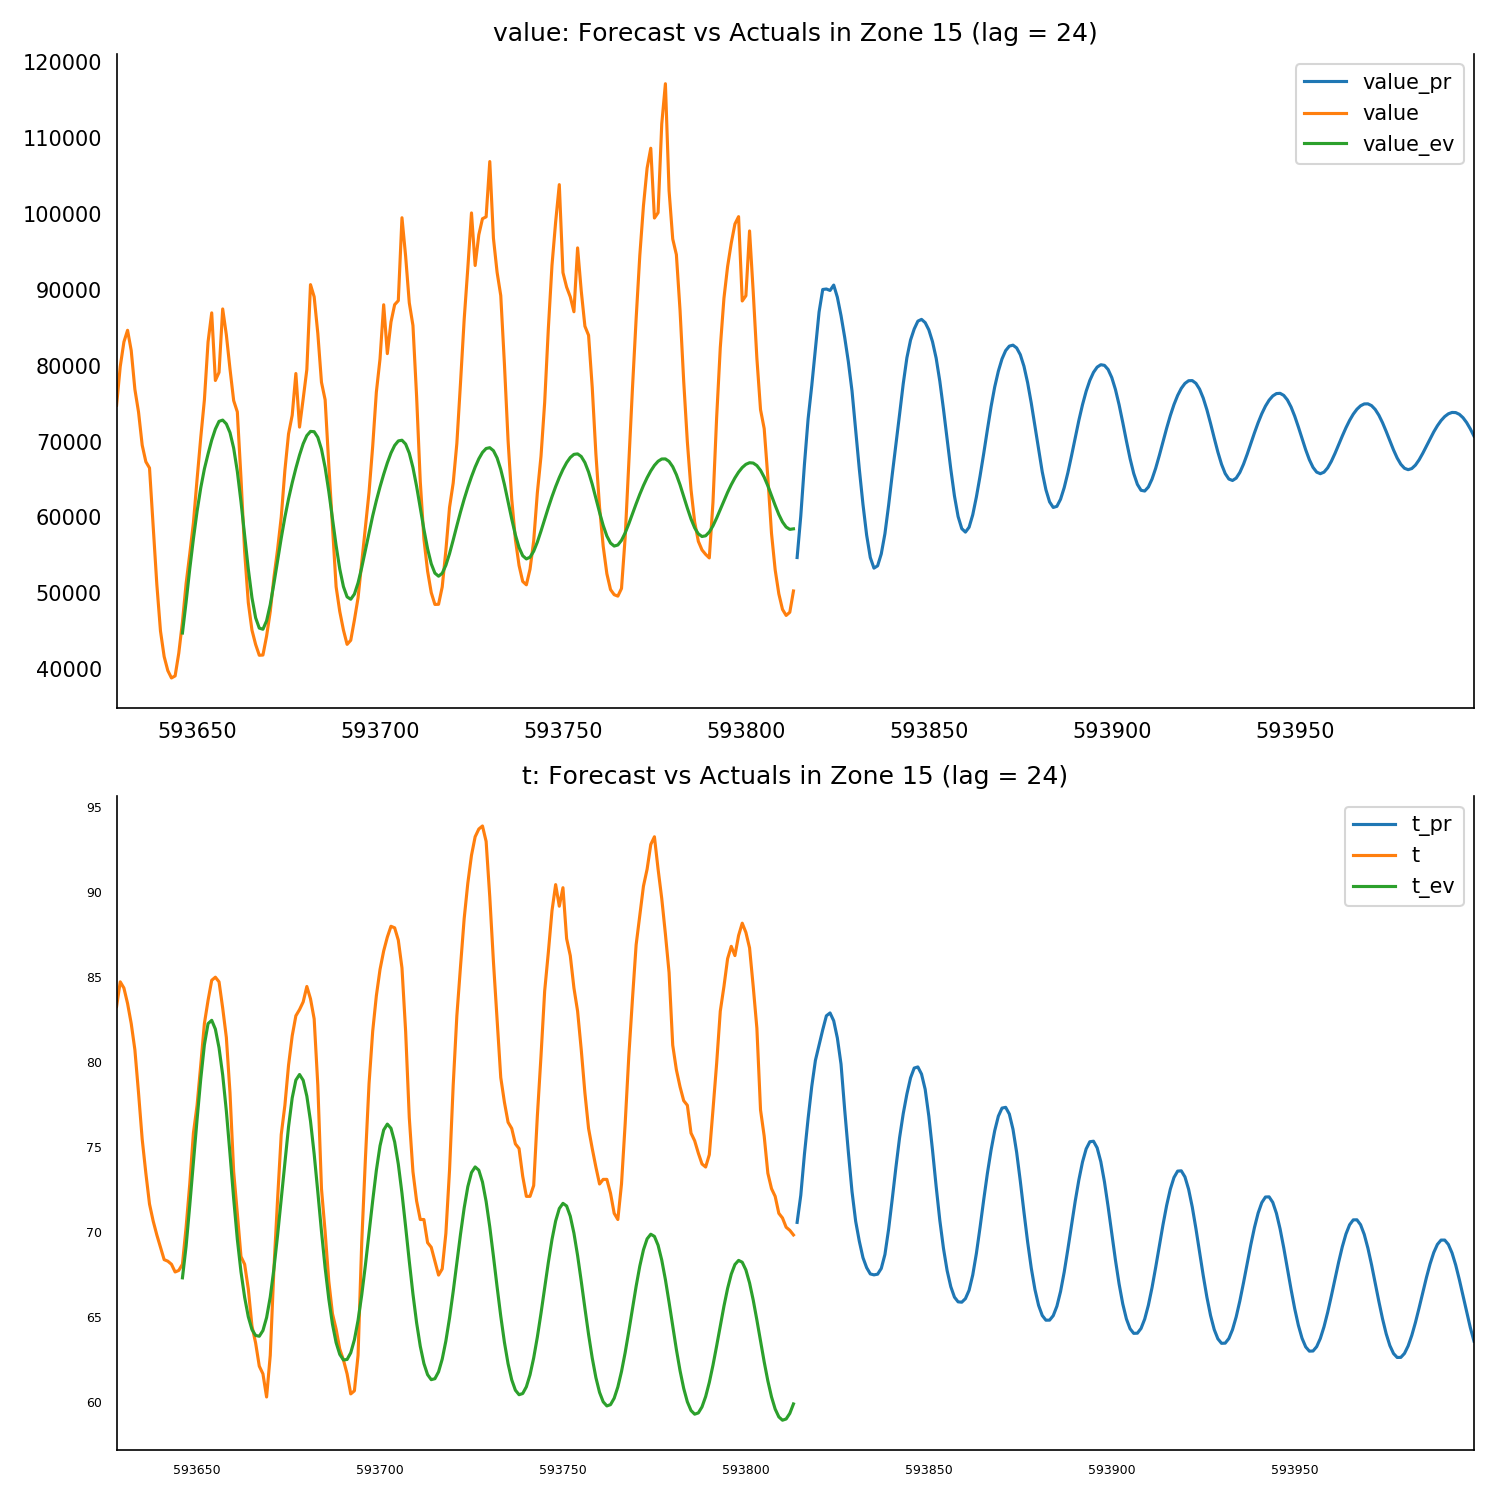 value: Forecast vs Actuals in Zone 15 (lag = 24)
120000
110000
100000
90000
80000
70000
60000
50000
40000
value_pr
value
value_ev
593650 593700 593750 593800 593850 593900 593950
t: Forecast vs Actuals in Zone 15 (lag = 24)
95
90
85
80
75
70
65
60
t_pr
t
t_ev
593650 593700 593750 593800 593850 593900 593950